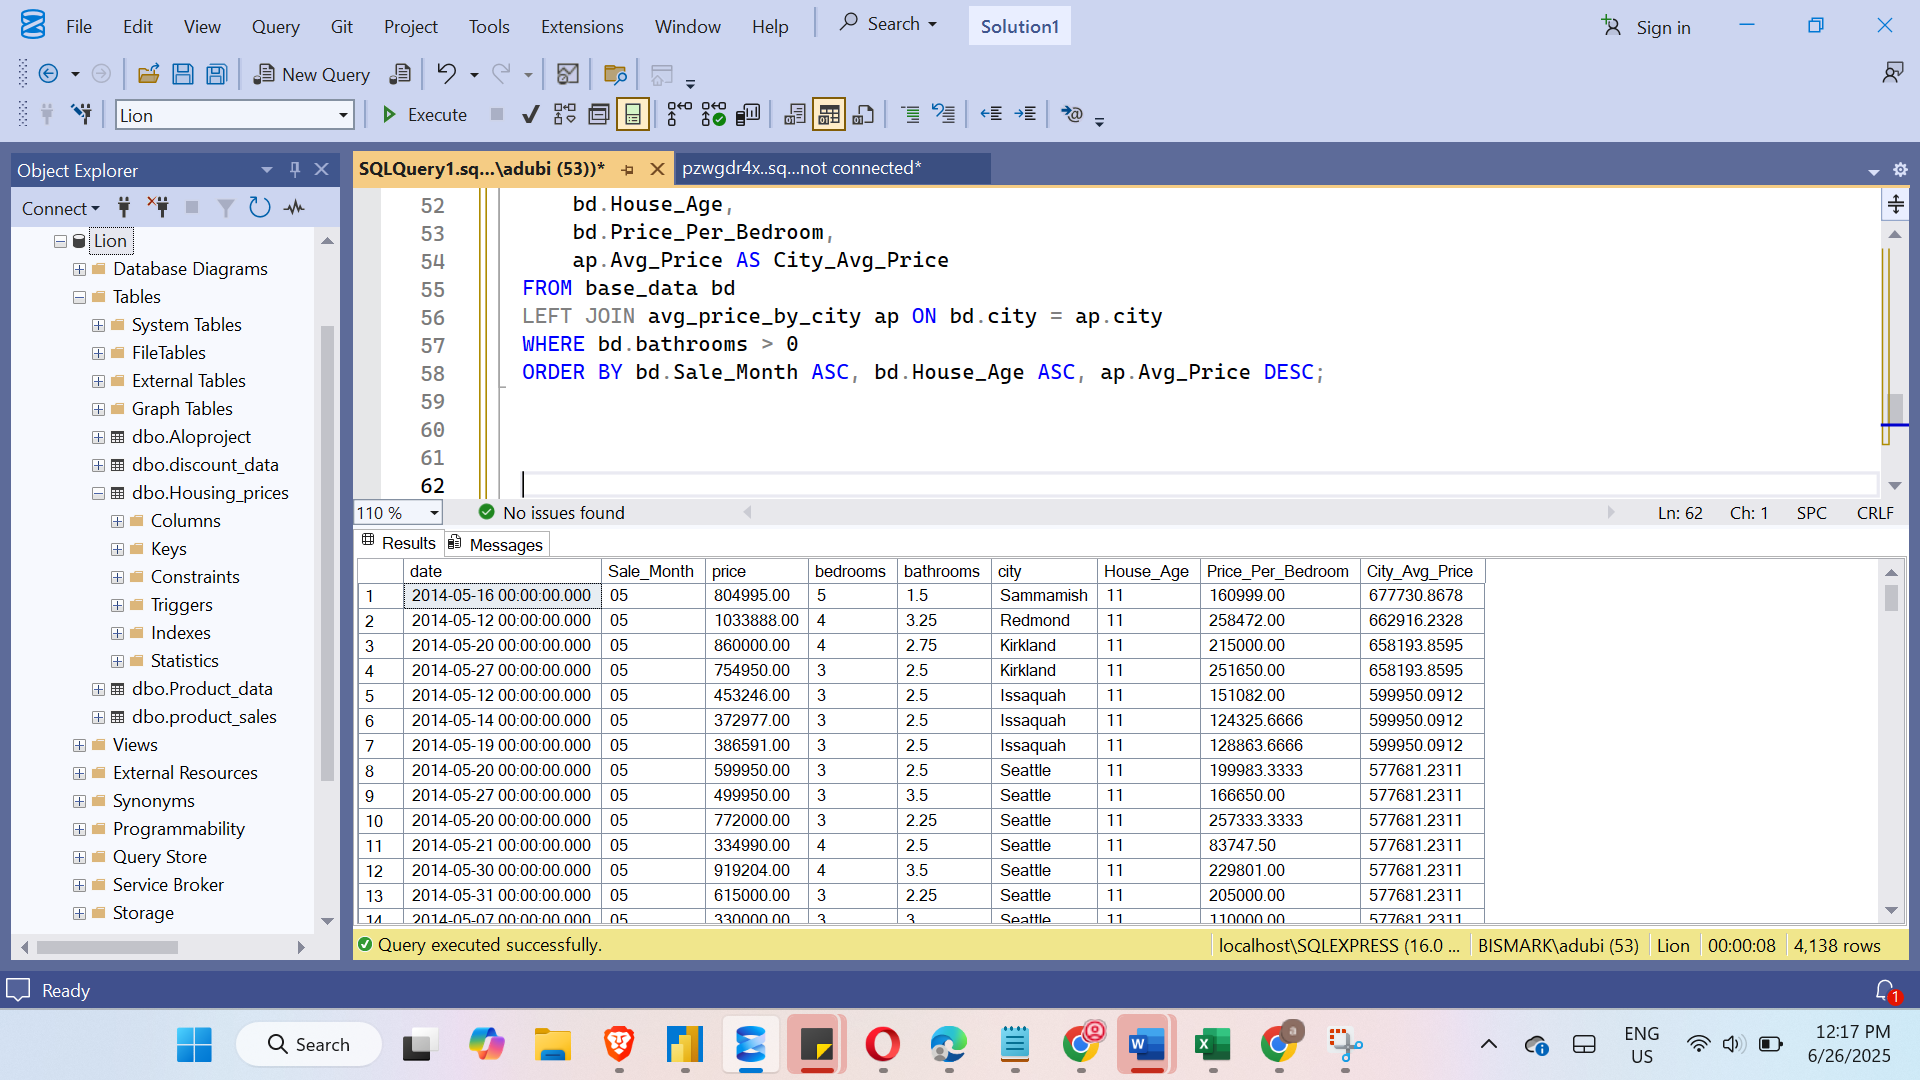 File Edit View Query Git Project Tools Extensions Window Help Search Solution1 Sign in
New Query
Lion Execute
Object Explorer
Connect
Lion
Database Diagrams
Tables
System Tables
FileTables
External Tables
Graph Tables
dbo.Aloproject
dbo.discount_data
dbo.Housing_prices
Columns
Keys
Constraints
Triggers
Indexes
Statistics
dbo.Product_data
dbo.product_sales
Views
External Resources
Synonyms
Programmability
Query Store
Service Broker
Storage
SQLQuery1.sq...\adubi (53))* pzwgdr4x..sq...not connected*
52 bd.House_Age,
53 bd.Price_Per_Bedroom,
54 ap.Avg_Price AS City_Avg_Price
55 FROM base_data bd
56 LEFT JOIN avg_price_by_city ap ON bd.city = ap.city
57 WHERE bd.bathrooms > 0
58 ORDER BY bd.Sale_Month ASC, bd.House_Age ASC, ap.Avg_Price DESC;
59
60
61
62
110 % No issues found Ln: 62 Ch: 1 SPC CRLF
Results Messages
date Sale_Month price bedrooms bathrooms city House_Age Price_Per_Bedroom City_Avg_Price
1 2014-05-16 00:00:00.000 05 804995.00 5 1.5 Sammamish 11 160999.00 677730.8678
2 2014-05-12 00:00:00.000 05 1033888.00 4 3.25 Redmond 11 258472.00 662916.2328
3 2014-05-20 00:00:00.000 05 860000.00 4 2.75 Kirkland 11 215000.00 658193.8595
4 2014-05-27 00:00:00.000 05 754950.00 3 2.5 Kirkland 11 251650.00 658193.8595
5 2014-05-12 00:00:00.000 05 453246.00 3 2.5 Issaquah 11 151082.00 599950.0912
6 2014-05-14 00:00:00.000 05 372977.00 3 2.5 Issaquah 11 124325.6666 599950.0912
7 2014-05-19 00:00:00.000 05 386591.00 3 2.5 Issaquah 11 128863.6666 599950.0912
8 2014-05-20 00:00:00.000 05 599950.00 3 2.5 Seattle 11 199983.3333 577681.2311
9 2014-05-27 00:00:00.000 05 499950.00 3 3.5 Seattle 11 166650.00 577681.2311
10 2014-05-20 00:00:00.000 05 772000.00 3 2.25 Seattle 11 257333.3333 577681.2311
11 2014-05-21 00:00:00.000 05 334990.00 4 2.5 Seattle 11 83747.50 577681.2311
12 2014-05-30 00:00:00.000 05 919204.00 4 3.5 Seattle 11 229801.00 577681.2311
13 2014-05-31 00:00:00.000 05 615000.00 3 2.25 Seattle 11 205000.00 577681.2311
14 2014-05-07 00:00:00.000 05 330000.00 3 3 Seattle 11 110000.00 577681.2311
Query executed successfully. localhost\SQLEXPRESS (16.0 ... BISMARK\adubi (53) Lion 00:00:08 4,138 rows
Ready 1
Search
ENG
US
12:17 PM
6/26/2025